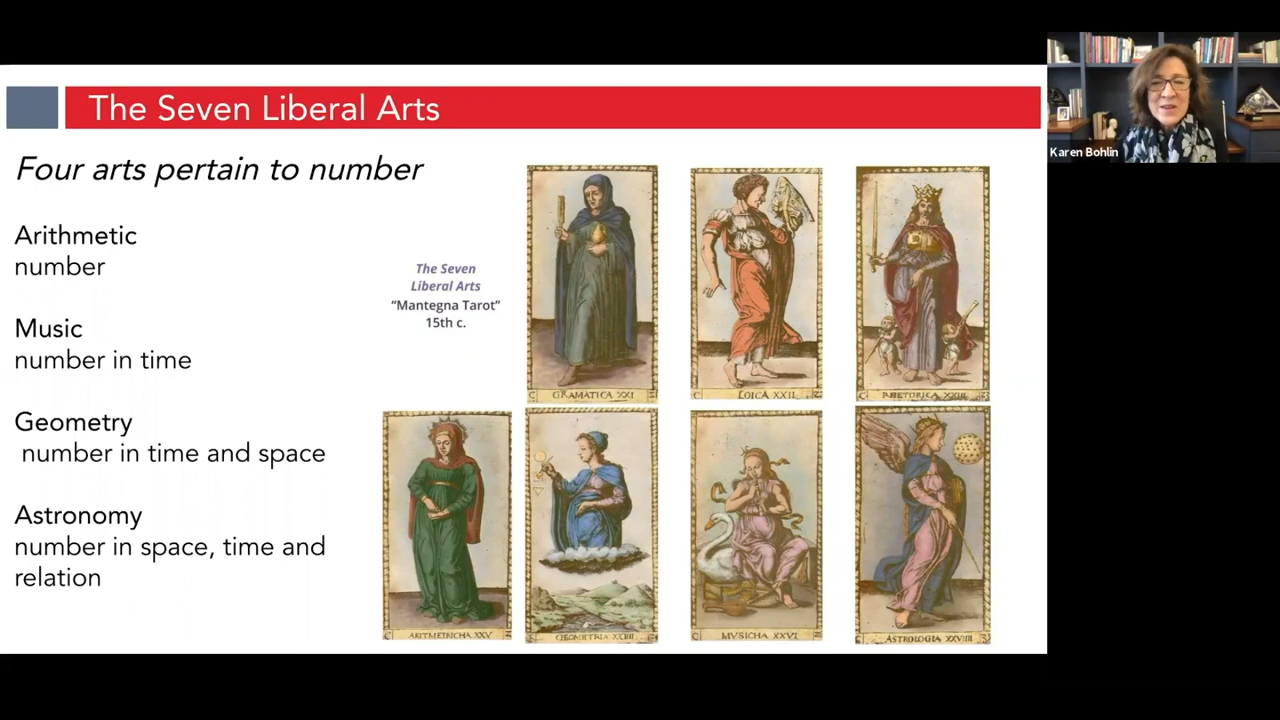 The Seven Liberal Arts
Karen Bohlin
Four arts pertain to number
Arithmetic
number
Music
number in time
Geometry
number in time and space
Astronomy
number in space, time and
relation
The Seven
Liberal Arts
“Mantegna Tarot”
15th c.
GRAMATICA XXI
LOICA XXII
RHETORICA XXIII
ARITMETRICHA XXV
GEOMETRIA XXIIII
MVSICHA XXVI
ASTROLOGIA XXVIIII